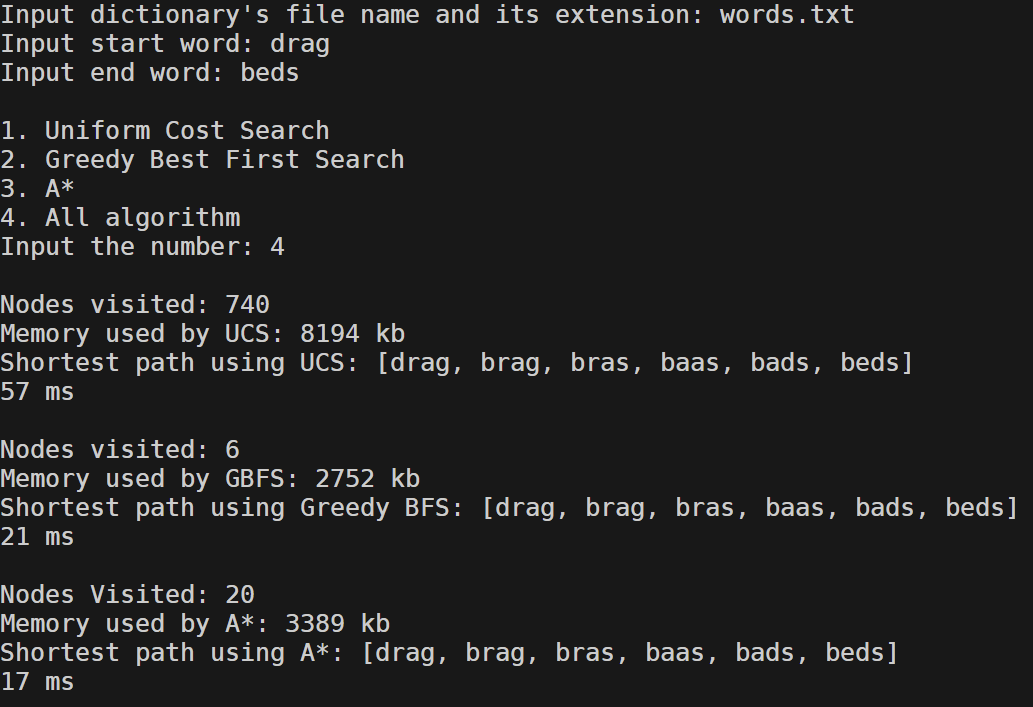 Input dictionary's file name and its extension: words.txt
Input start word: drag
Input end word: beds
1. Uniform Cost Search
2. Greedy Best First Search
3. A*
4. All algorithm
Input the number: 4
Nodes visited: 740
Memory used by UCS: 8194 kb
Shortest path using UCS: [drag, brag, bras, baas, bads, beds]
57 ms
Nodes visited: 6
Memory used by GBFS: 2752 kb
Shortest path using Greedy BFS: [drag, brag, bras, baas, bads, beds]
21 ms
Nodes Visited: 20
Memory used by A*: 3389 kb
Shortest path using A*: [drag, brag, bras, baas, bads, beds]
17 ms